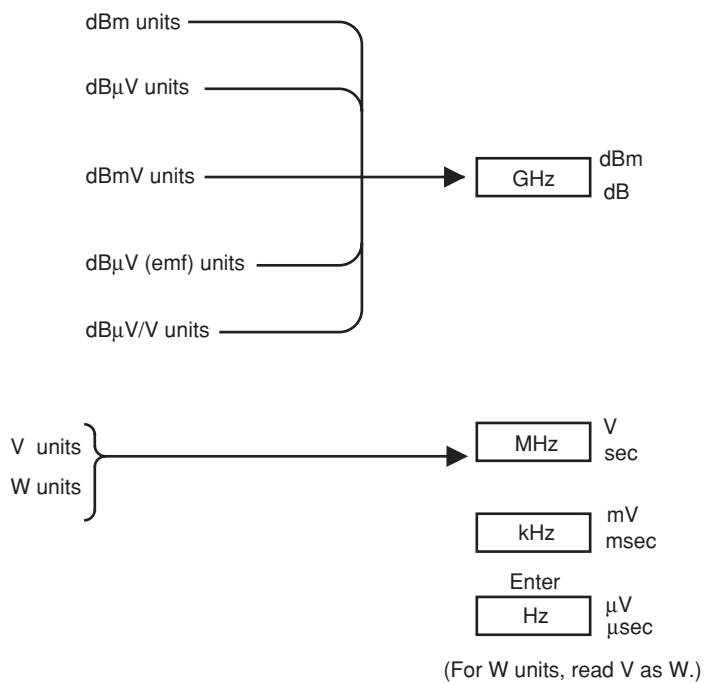 dBm units
dBμV units
dBmV units
dBμV (emf) units
dBμV/V units
GHz
dBm
dB
V units
W units
MHz
V
sec
kHz
mV
msec
Enter
Hz
μV
μsec
(For W units, read V as W.)